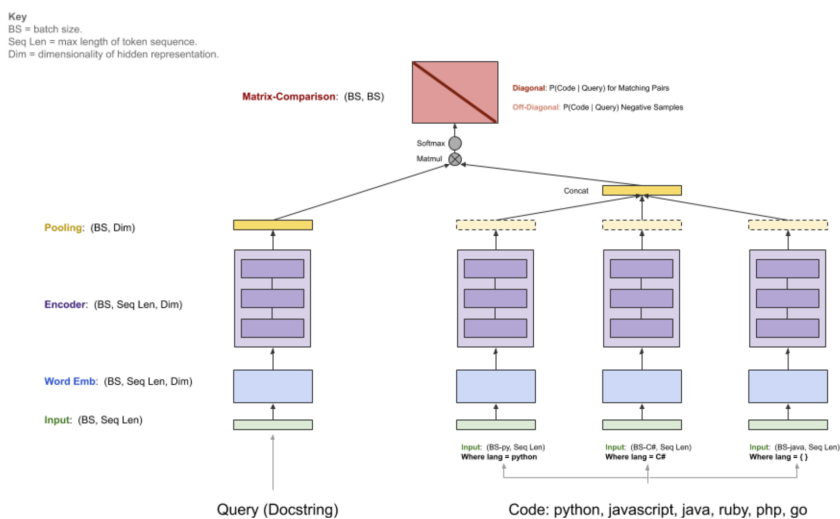 Key
BS = batch size.
Seq Len = max length of token sequence.
Dim = dimensionality of hidden representation.
Matrix-Comparison: (BS, BS)
Diagonal: P(Code | Query) for Matching Pairs
Off-Diagonal: P(Code | Query) Negative Samples
Softmax
Matmul
Concat
Pooling: (BS, Dim)
Encoder: (BS, Seq Len, Dim)
Word Emb: (BS, Seq Len, Dim)
Input: (BS, Seq Len)
Input: (BS-py, Seq Len)
Where lang = python
Input: (BS-C#, Seq Len)
Where lang = C#
Input: (BS-java, Seq Len)
Where lang = { }
Query (Docstring)
Code: python, javascript, java, ruby, php, go